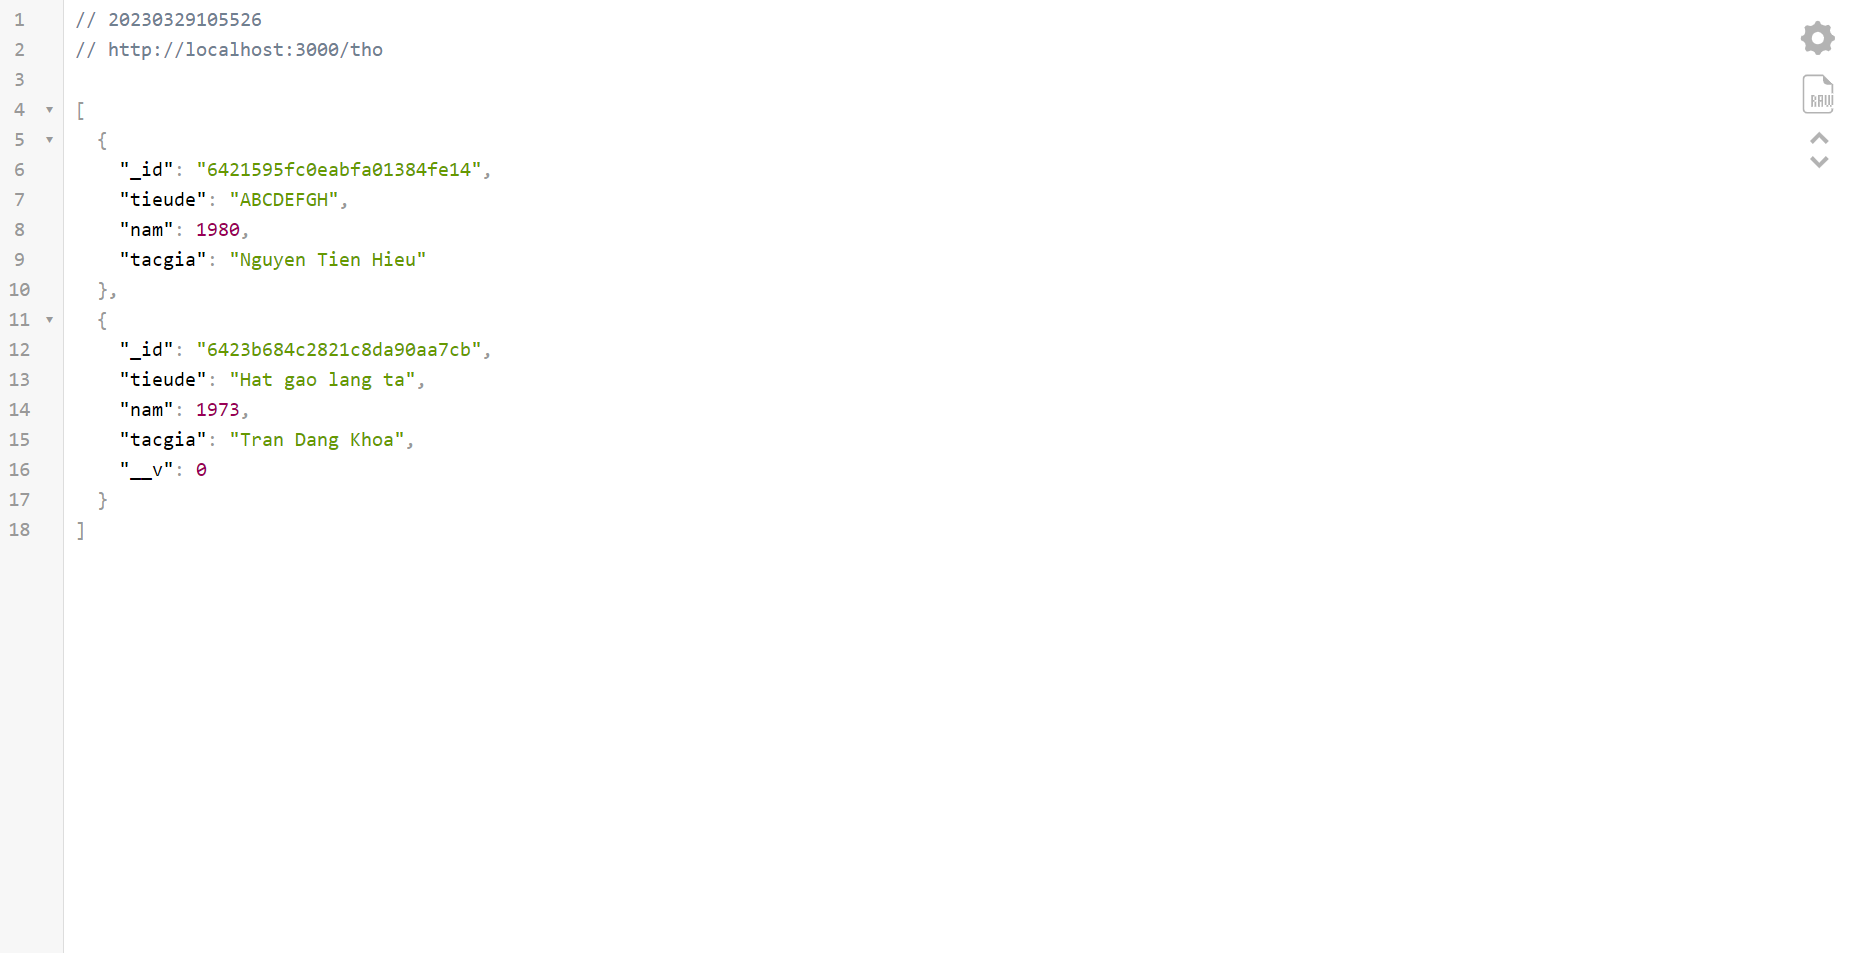 1 // 20230329105526
2 // http://localhost:3000/tho
3
4 [
5 {
6 "_id": "6421595fc0eabfa01384fe14",
7 "tieude": "ABCDEFGH",
8 "nam": 1980,
9 "tacgia": "Nguyen Tien Hieu"
10 },
11 {
12 "_id": "6423b684c2821c8da90aa7cb",
13 "tieude": "Hat gao lang ta",
14 "nam": 1973,
15 "tacgia": "Tran Dang Khoa",
16 "__v": 0
17 }
18 ]
RAW